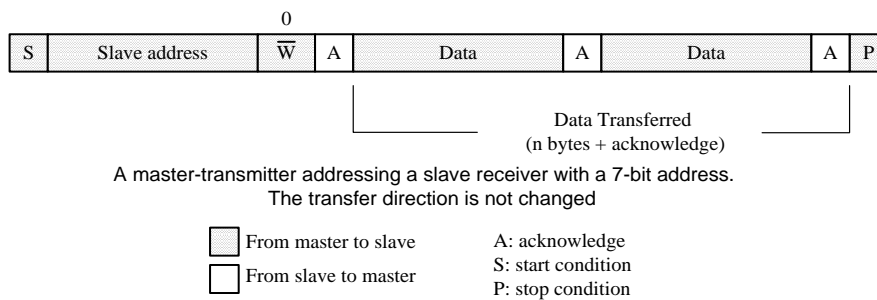 0
S Slave address W̅ A Data A Data A P
Data Transferred
(n bytes + acknowledge)
A master-transmitter addressing a slave receiver with a 7-bit address.
The transfer direction is not changed
From master to slave
From slave to master
A: acknowledge
S: start condition
P: stop condition